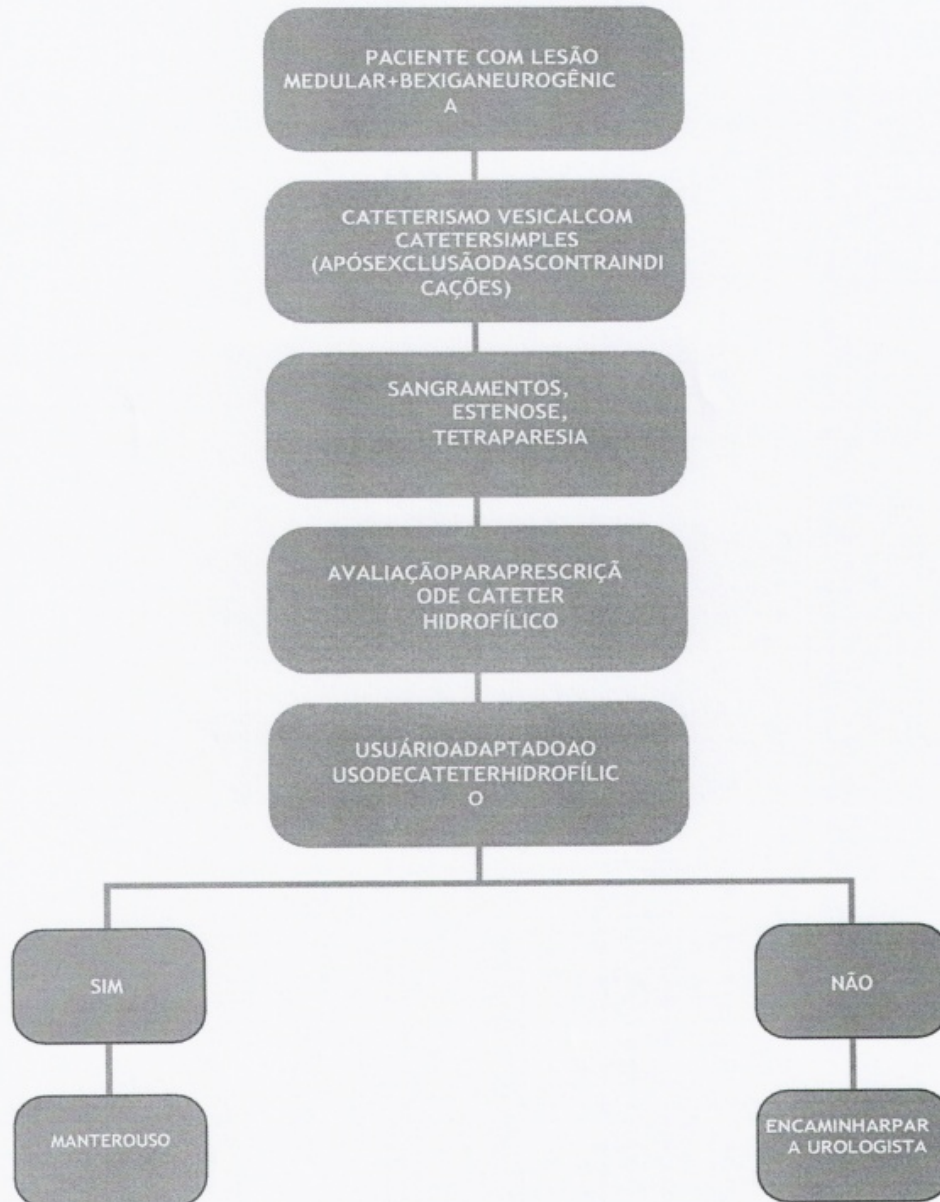 PACIENTE COM LESÃO
MEDULAR+BEXIGANEUROGÊNIC
A
CATETERISMO VESICALCOM
CATETERSIMPLES
(APÓSEXCLUSÃODASCONTRAINDI
CAÇÕES)
SANGRAMENTOS,
ESTENOSE,
TETRAPARESIA
AVALIAÇÃOPARAPRESCRIÇÃ
ODE CATETER
HIDROFÍLICO
USUÁRIOADAPTADOAO
USODECATETERHIDROFÍLIC
O
SIM
NÃO
MANTEROUSO
ENCAMINHARPAR
A UROLOGISTA